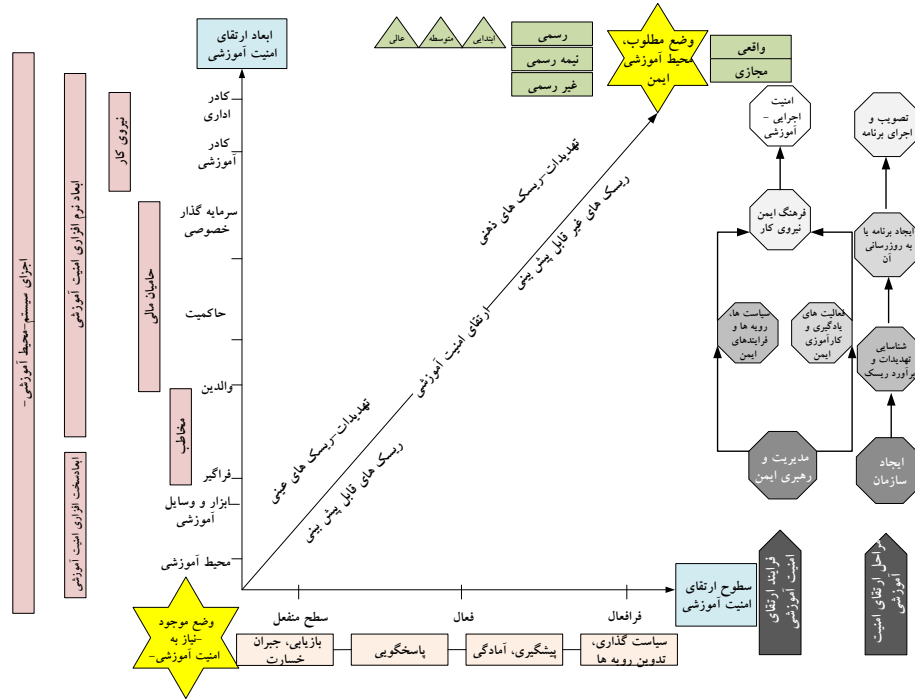 ابعاد ارتقای
امنیت آموزشی
عالی
متوسطه
ابتدایی
رسمی
نیمه رسمی
غیر رسمی
وضع مطلوب،
محیط آموزشی
ایمن
واقعی
مجازی
اجزای سیستم-محیط آموزشی-
ابعاد نرم افزاری امنیت آموزشی
ابعادسخت افزاری امنیت آموزشی
نیروی کار
حامیان مالی
مخاطب
کادر
اداری
کادر
آموزشی
سرمایه گذار
خصوصی
حاکمیت
والدین
فراگیر
ابزار و وسایل
آموزشی
محیط آموزشی
تهدیدات-ریسک های ذهنی
ریسک های غیر قابل پیش بینی
ارتقای امنیت آموزشی
تهدیدات-ریسک های عینی
ریسک های قابل پیش بینی
امنیت
اجرایی -
آموزشی
فرهنگ ایمن
نیروی کار
سیاست ها،
رویه ها و
فرایندهای
ایمن
فعالیت های
یادگیری و
کارآموزی
ایمن
مدیریت و
رهبری ایمن
فرایند ارتقای
امنیت آموزشی
تصویب و
اجرای برنامه
ایجاد برنامه یا
به روزرسانی
آن
شناسایی
تهدیدات و
برآورد ریسک
ایجاد
سازمان
مراحل ارتقای امنیت
آموزشی
سطوح ارتقای
امنیت آموزشی
سطح منفعل
فعال
فرافعال
وضع موجود
-نیاز به
امنیت آموزشی-
بازیابی، جبران
خسارت
پاسخگویی
پیشگیری، آمادگی
سیاست گذاری،
تدوین رویه ها